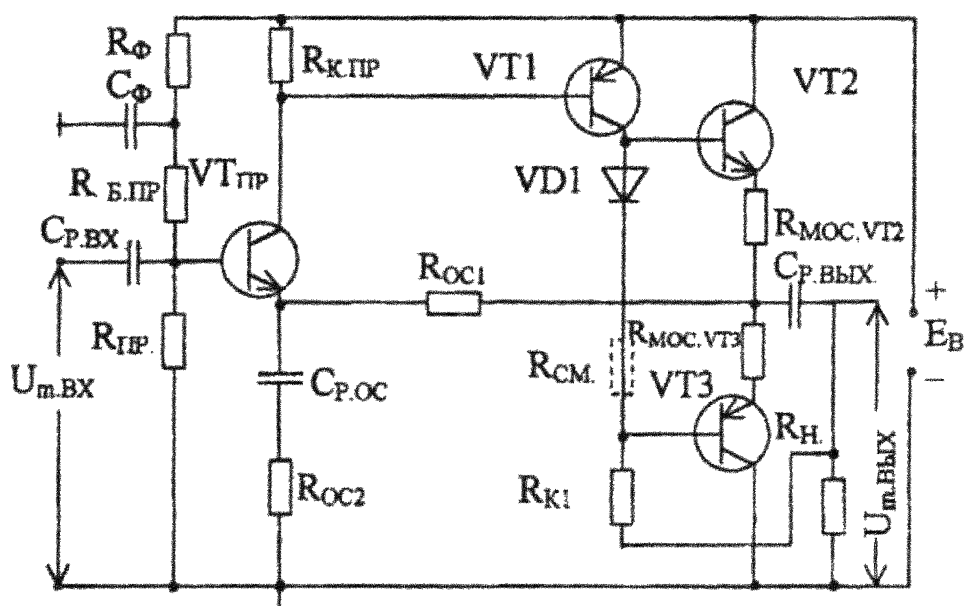 RФ
RК.ПР
VT1
VT2
CФ
R Б.ПР
VTПР
VD1
CР.ВХ
RМОС.VT2
RОС1
CР.ВЫХ.
+
EВ
−
RПР.
RМОС.VT3
RСМ.
VT3
Um.ВХ
CР.ОС
RН.
RОС2
RК1
Um.ВЫХ